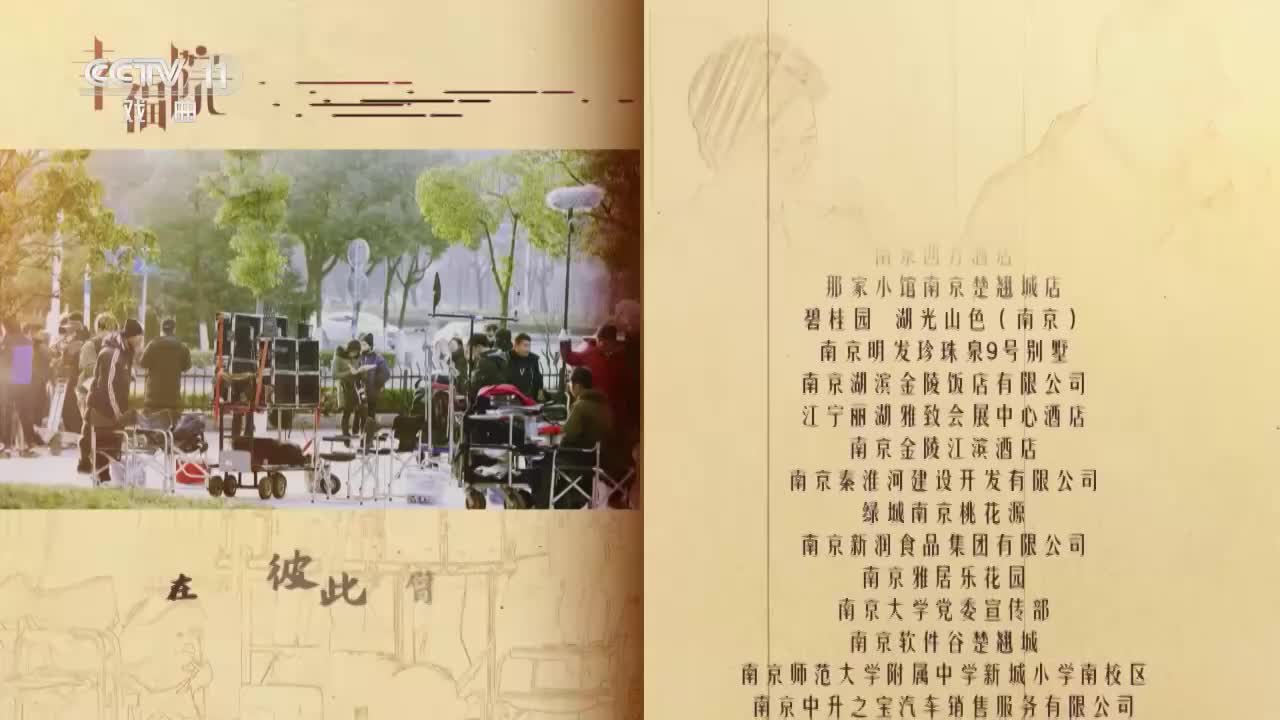 CCTV 11
戏曲
在彼此臂
南京西方酒店
那家小馆南京楚翘城店
碧桂园 湖光山色(南京)
南京明发珍珠泉9号别墅
南京湖滨金陵饭店有限公司
江宁丽湖雅致会展中心酒店
南京金陵江滨酒店
南京秦淮河建设开发有限公司
绿城南京桃花源
南京新润食品集团有限公司
南京雅居乐花园
南京大学党委宣传部
南京软件谷楚翘城
南京师范大学附属中学新城小学南校区
南京中升之宝汽车销售服务有限公司